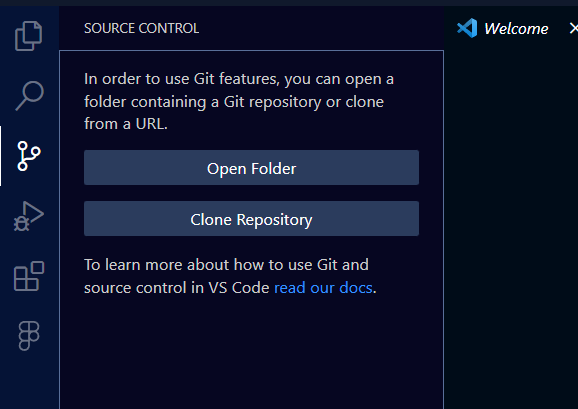 SOURCE CONTROL
Welcome
In order to use Git features, you can open a
folder containing a Git repository or clone
from a URL.
Open Folder
Clone Repository
To learn more about how to use Git and
source control in VS Code read our docs.